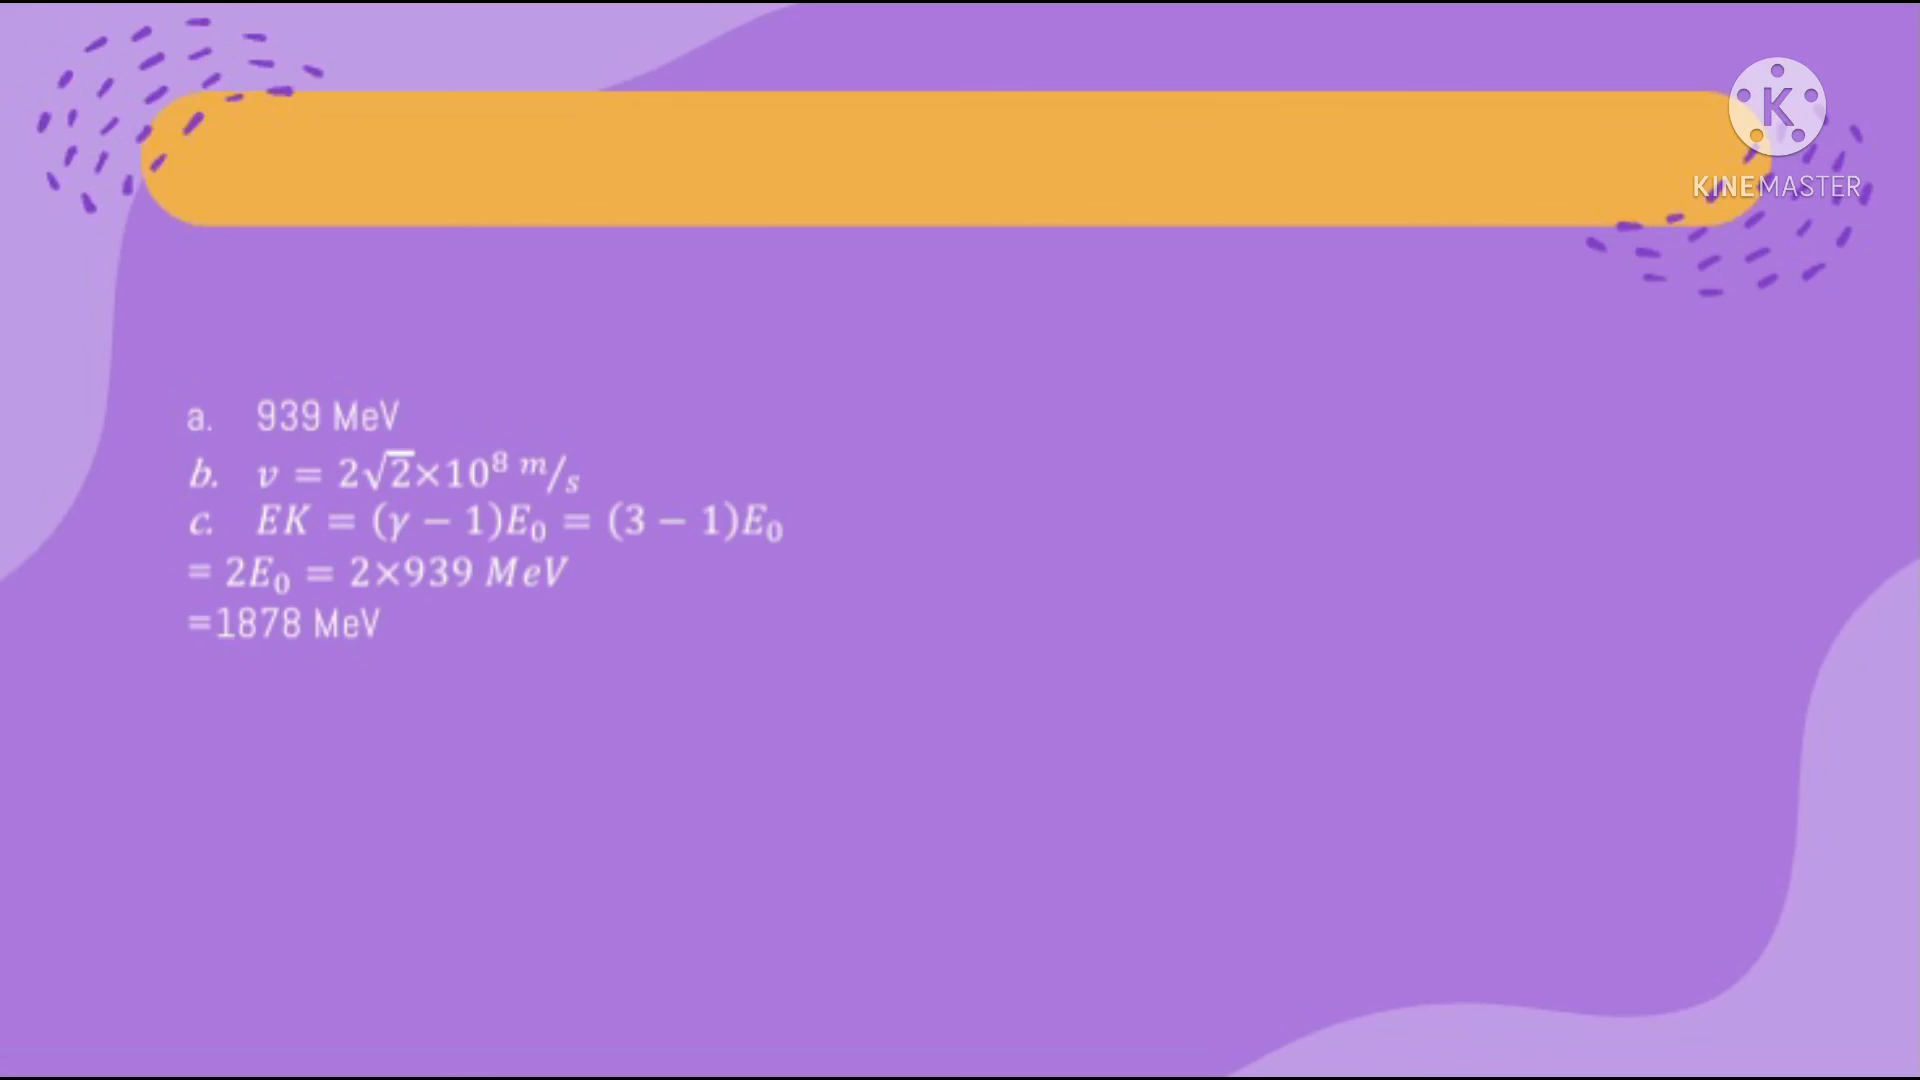 K
KINEMASTER
a. 939 MeV
b. v = 2√2×10⁸ m/s
c. EK = (γ − 1)E₀ = (3 − 1)E₀
= 2E₀ = 2×939 MeV
=1878 MeV